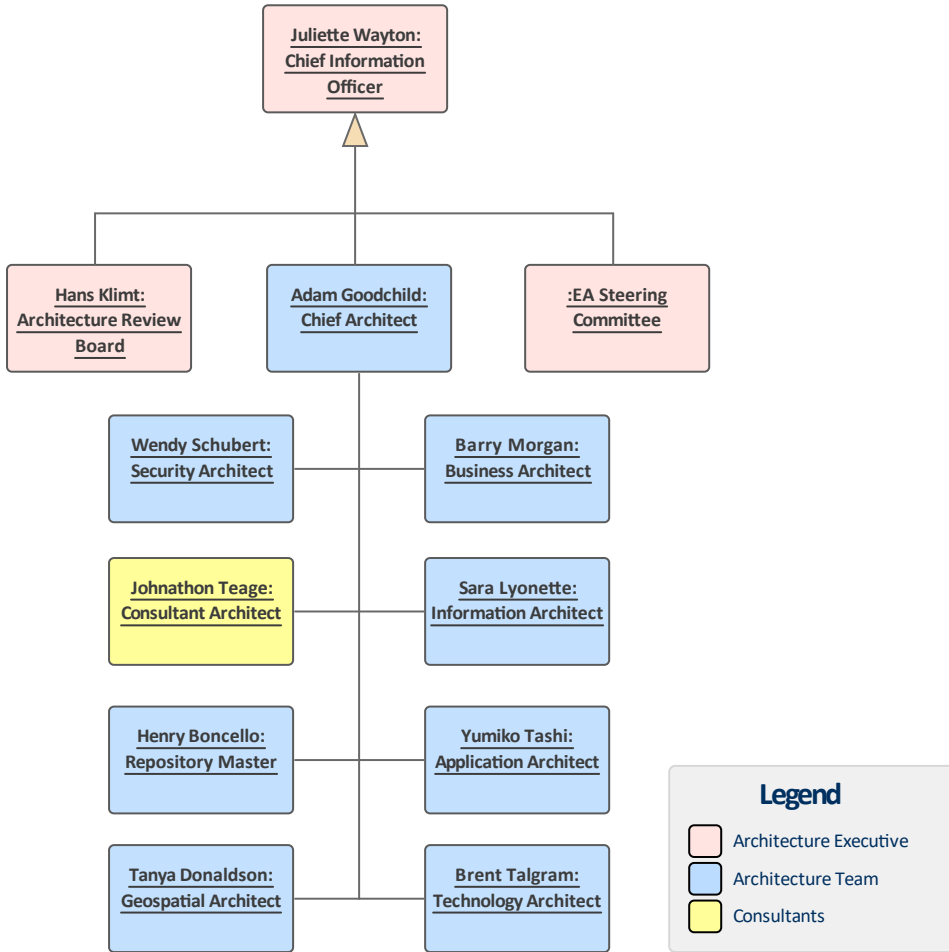 Juliette Wayton:
Chief Information
Officer
Hans Klimt:
Architecture Review
Board
Adam Goodchild:
Chief Architect
:EA Steering
Committee
Wendy Schubert:
Security Architect
Barry Morgan:
Business Architect
Johnathon Teage:
Consultant Architect
Sara Lyonette:
Information Architect
Henry Boncello:
Repository Master
Yumiko Tashi:
Application Architect
Tanya Donaldson:
Geospatial Architect
Brent Talgram:
Technology Architect
Legend
Architecture Executive
Architecture Team
Consultants